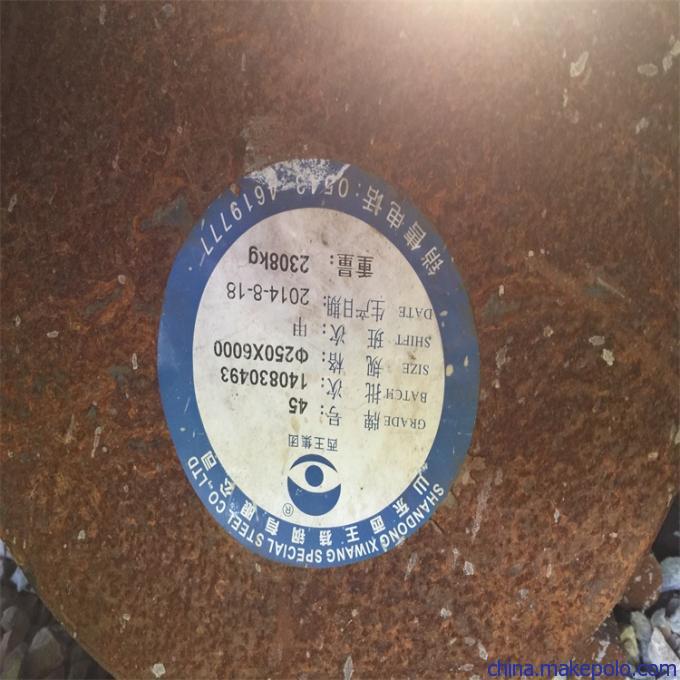 山东西王特钢有限公司
SHANDONG XIWANG SPECIAL STEEL CO.,LTD
®
西王集团
GRADE 牌 号: 45
BATCH 批 次: 140830493
SIZE 规 格: Φ250X6000
SHIFT 班 次: 甲
DATE 生产日期: 2014-8-18
重量: 2308kg
销售电话:0543-4619777
china.makepolo.com